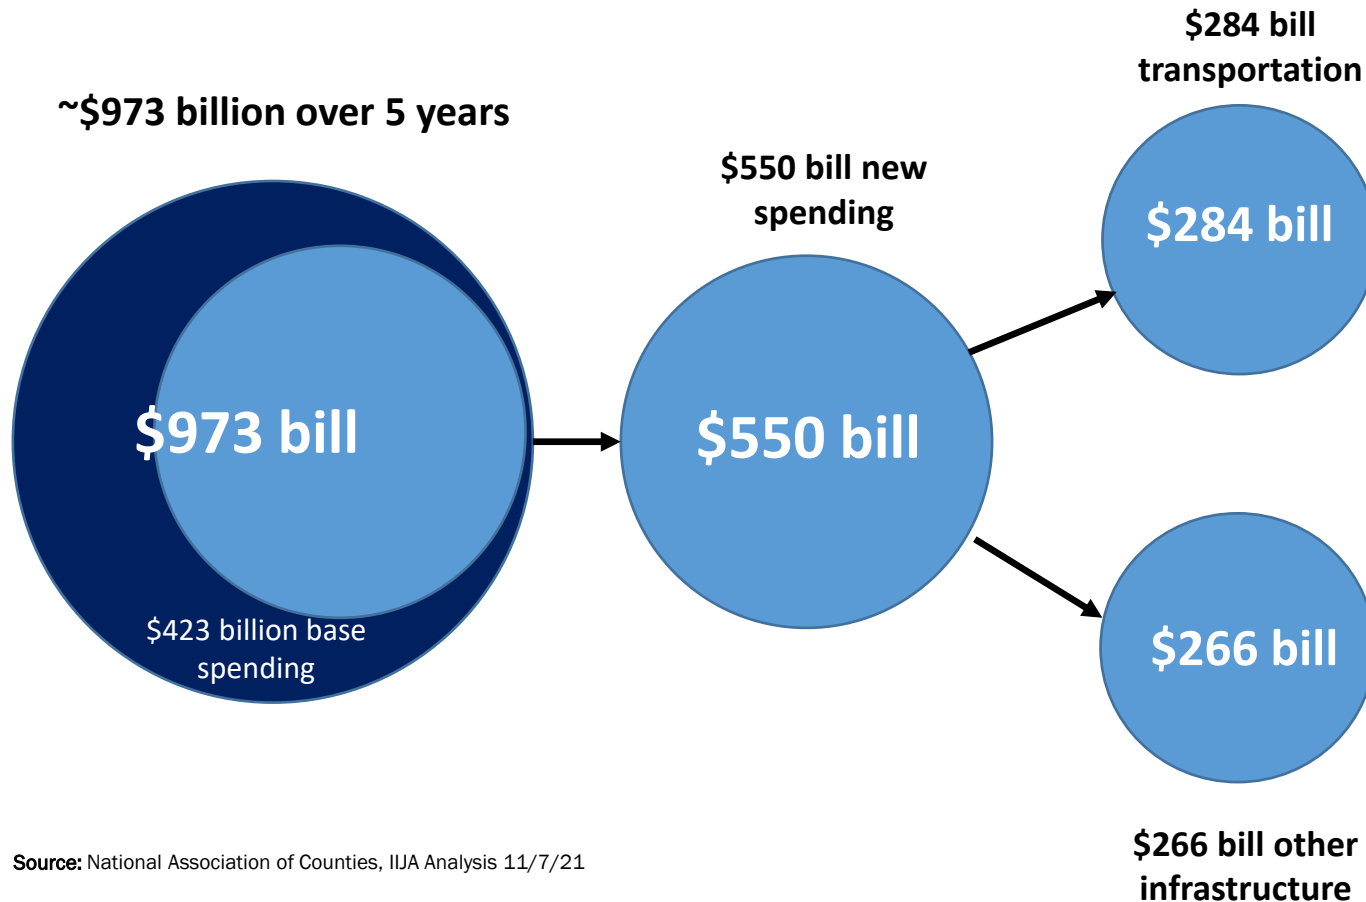 ~$973 billion over 5 years
$973 bill
$423 billion base
spending
$550 bill new
spending
$550 bill
$284 bill
transportation
$284 bill
$266 bill
$266 bill other
infrastructure
Source: National Association of Counties, IIJA Analysis 11/7/21